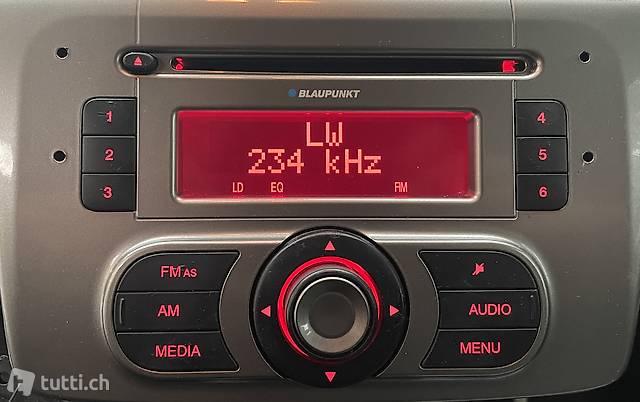 BLAUPUNKT
1
2
3
LW
234 kHz
LD EQ
4
5
6
FM AS
AM
MEDIA
AUDIO
MENU
tutti.ch